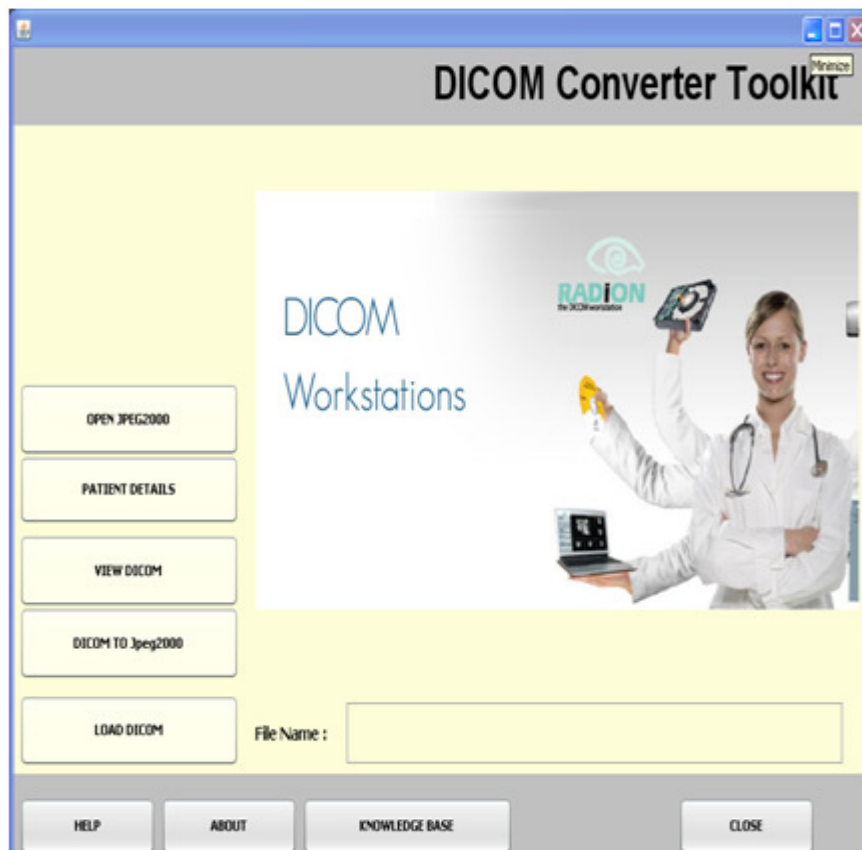 Minimize
DICOM Converter Toolkit
RADiON
the DICOM workstation
DICOM
Workstations
OPEN JPEG2000
PATIENT DETAILS
VIEW DICOM
DICOM TO Jpeg2000
LOAD DICOM
File Name :
HELP
ABOUT
KNOWLEDGE BASE
CLOSE